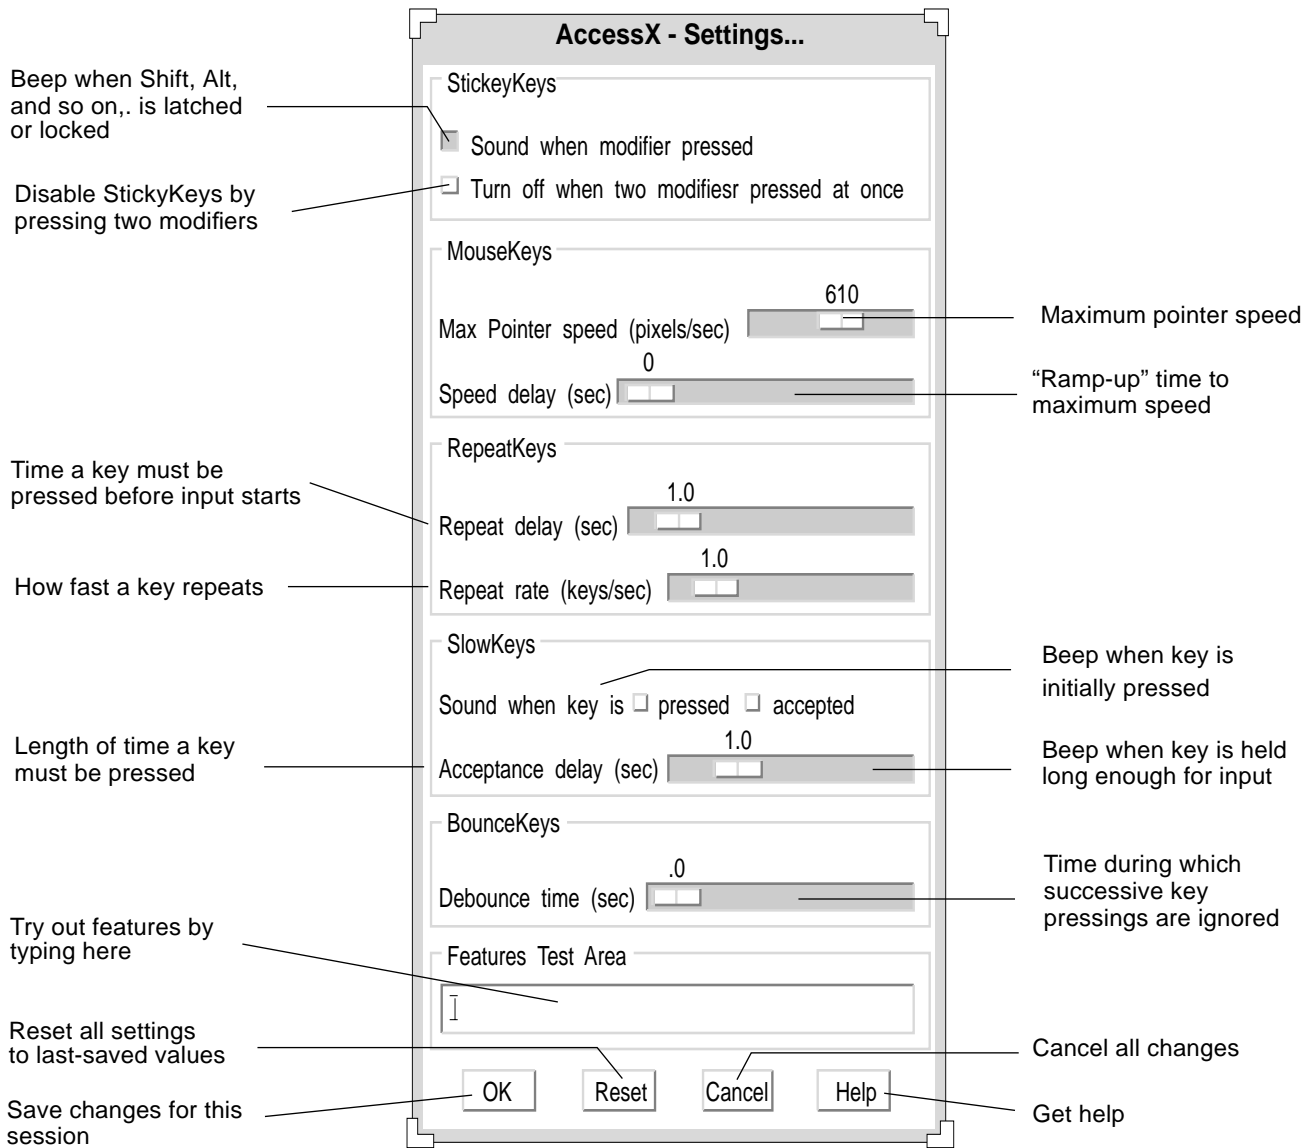 AccessX - Settings...
Beep when Shift, Alt,
and so on,. is latched
or locked
StickeyKeys
Sound when modifier pressed
Disable StickyKeys by
pressing two modifiers
Turn off when two modifiesr pressed at once
MouseKeys
610
Max Pointer speed (pixels/sec)
Maximum pointer speed
0
Speed delay (sec)
“Ramp-up” time to
maximum speed
RepeatKeys
Time a key must be
pressed before input starts
1.0
Repeat delay (sec)
How fast a key repeats
1.0
Repeat rate (keys/sec)
SlowKeys
Beep when key is
initially pressed
Sound when key is pressed accepted
Length of time a key
must be pressed
1.0
Acceptance delay (sec)
Beep when key is held
long enough for input
BounceKeys
.0
Debounce time (sec)
Time during which
successive key
pressings are ignored
Try out features by
typing here
Features Test Area
Reset all settings
to last-saved values
Cancel all changes
OK Reset Cancel Help
Save changes for this
session
Get help